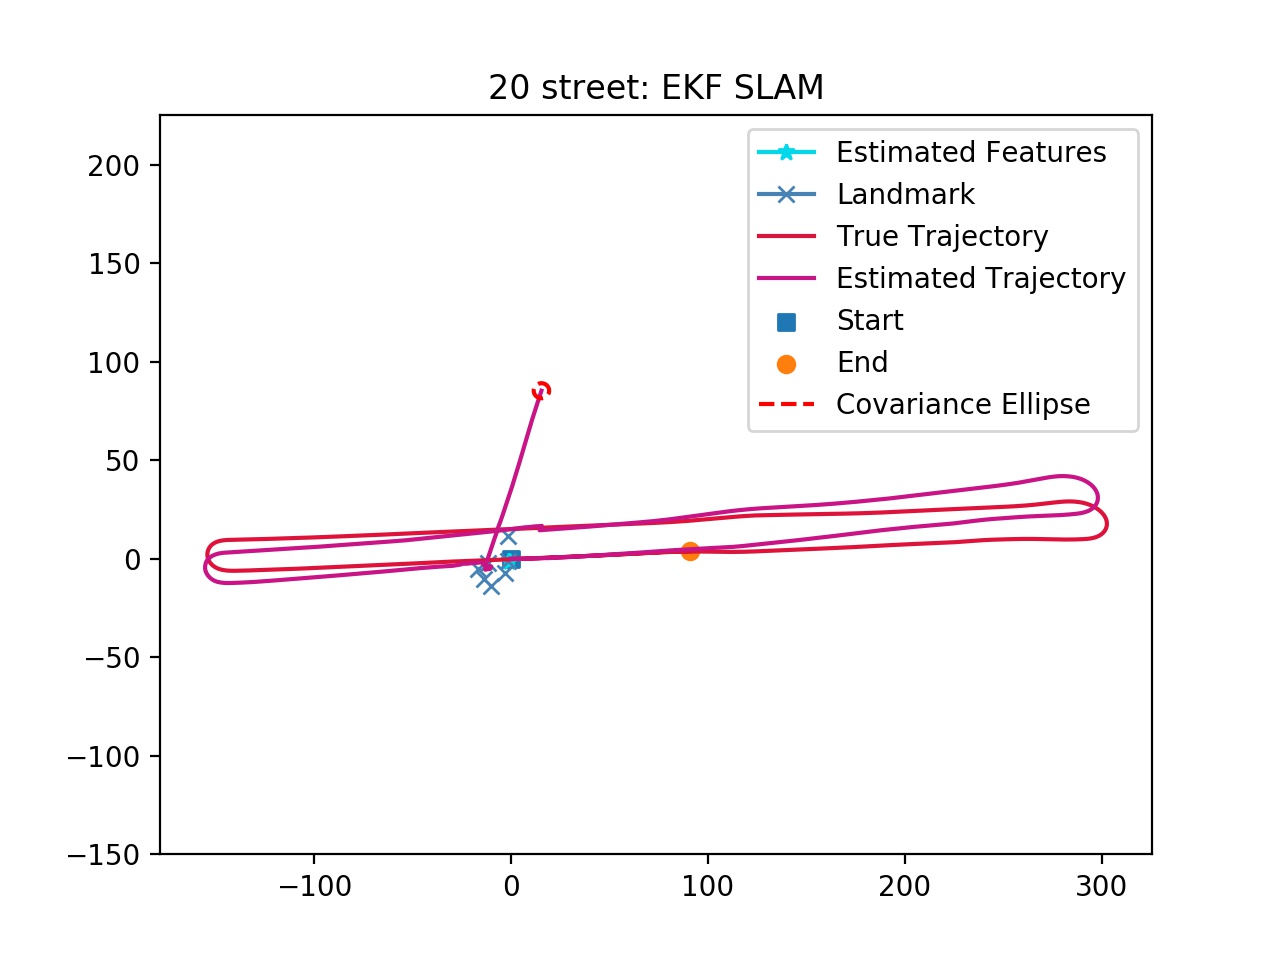 20 street: EKF SLAM
Estimated Features
Landmark
True Trajectory
Estimated Trajectory
Start
End
Covariance Ellipse
200
150
100
50
0
−50
−100
−150
−100 0 100 200 300